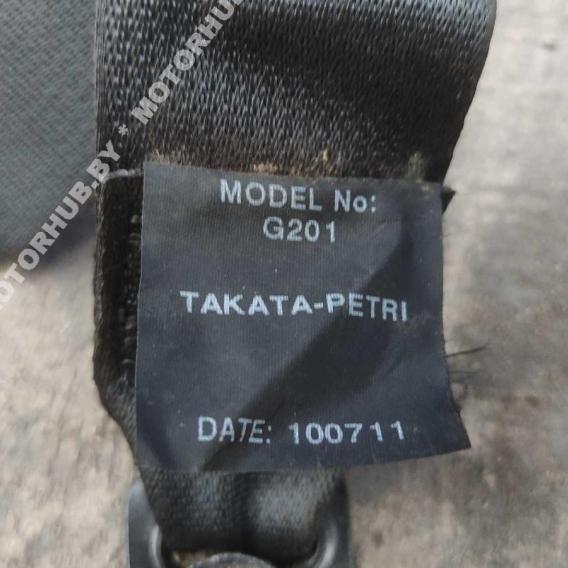 MOTORHUB.BY * MOTORHUB
MODEL No:
G201
TAKATA-PETRI
DATE: 100711